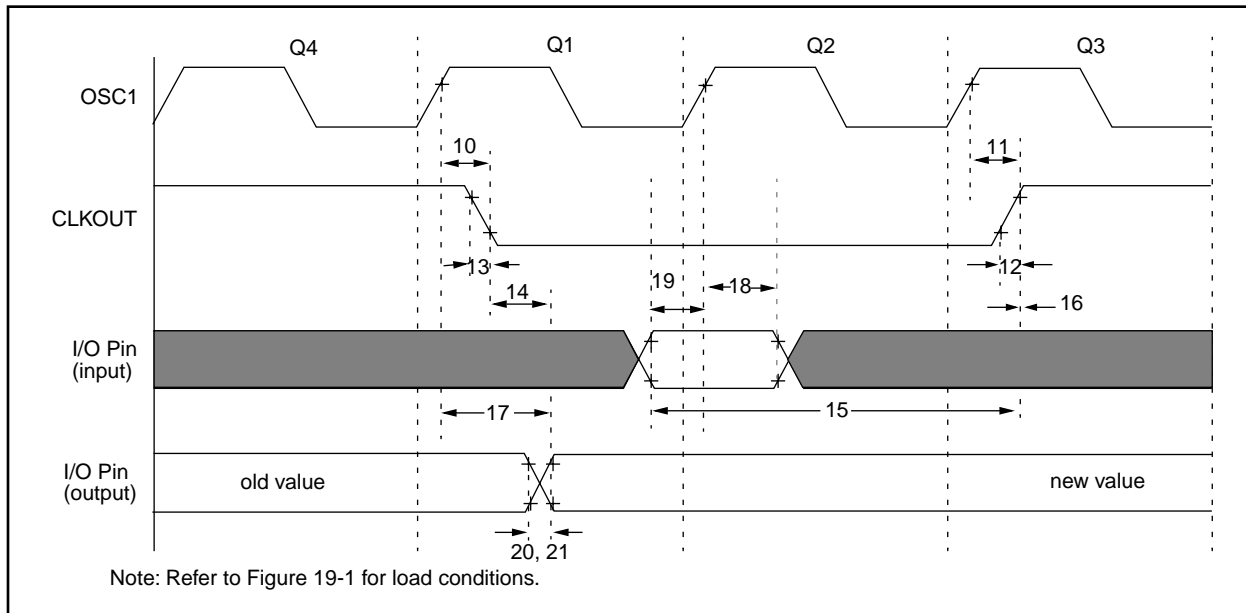 Q4 Q1 Q2 Q3
OSC1
10 11
CLKOUT
13 12
19 18
14 16
I/O Pin
(input)
17 15
I/O Pin
(output)
old value new value
20, 21
Note: Refer to Figure 19-1 for load conditions.